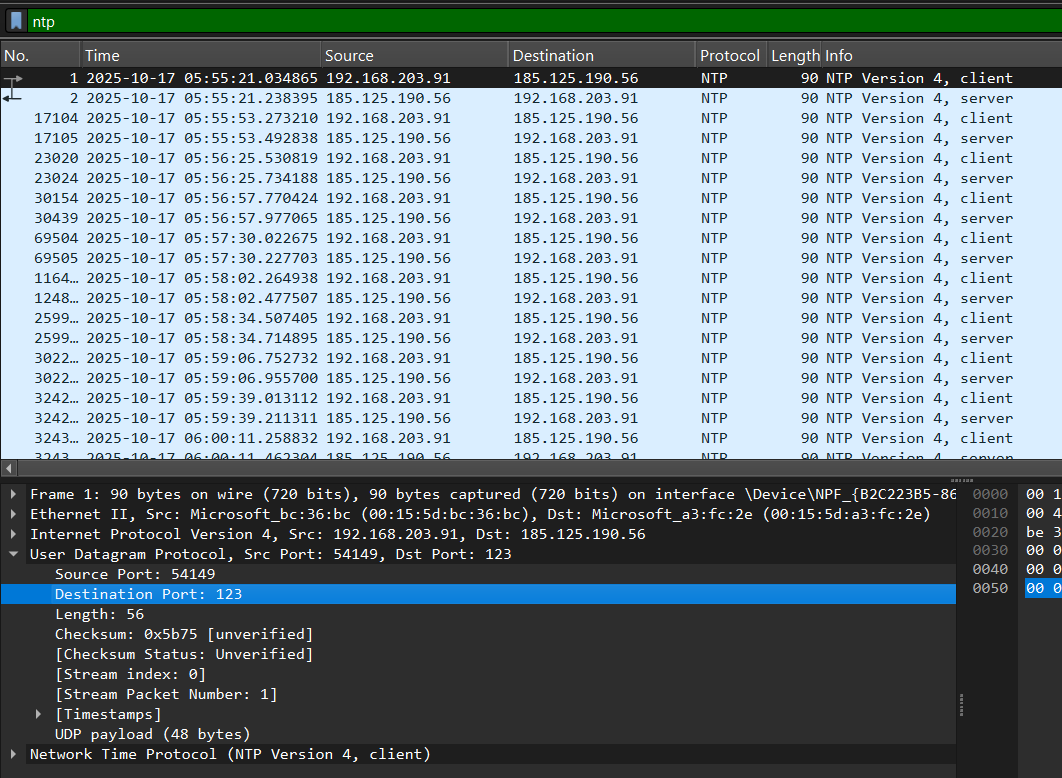 ntp
No. Time Source Destination Protocol Length Info
1 2025-10-17 05:55:21.034865 192.168.203.91 185.125.190.56 NTP 90 NTP Version 4, client
2 2025-10-17 05:55:21.238395 185.125.190.56 192.168.203.91 NTP 90 NTP Version 4, server
17104 2025-10-17 05:55:53.273210 192.168.203.91 185.125.190.56 NTP 90 NTP Version 4, client
17105 2025-10-17 05:55:53.492838 185.125.190.56 192.168.203.91 NTP 90 NTP Version 4, server
23020 2025-10-17 05:56:25.530819 192.168.203.91 185.125.190.56 NTP 90 NTP Version 4, client
23024 2025-10-17 05:56:25.734188 185.125.190.56 192.168.203.91 NTP 90 NTP Version 4, server
30154 2025-10-17 05:56:57.770424 192.168.203.91 185.125.190.56 NTP 90 NTP Version 4, client
30439 2025-10-17 05:56:57.977065 185.125.190.56 192.168.203.91 NTP 90 NTP Version 4, server
69504 2025-10-17 05:57:30.022675 192.168.203.91 185.125.190.56 NTP 90 NTP Version 4, client
69505 2025-10-17 05:57:30.227703 185.125.190.56 192.168.203.91 NTP 90 NTP Version 4, server
1164… 2025-10-17 05:58:02.264938 192.168.203.91 185.125.190.56 NTP 90 NTP Version 4, client
1248… 2025-10-17 05:58:02.477507 185.125.190.56 192.168.203.91 NTP 90 NTP Version 4, server
2599… 2025-10-17 05:58:34.507405 192.168.203.91 185.125.190.56 NTP 90 NTP Version 4, client
2599… 2025-10-17 05:58:34.714895 185.125.190.56 192.168.203.91 NTP 90 NTP Version 4, server
3022… 2025-10-17 05:59:06.752732 192.168.203.91 185.125.190.56 NTP 90 NTP Version 4, client
3022… 2025-10-17 05:59:06.955700 185.125.190.56 192.168.203.91 NTP 90 NTP Version 4, server
3242… 2025-10-17 05:59:39.013112 192.168.203.91 185.125.190.56 NTP 90 NTP Version 4, client
3242… 2025-10-17 05:59:39.211311 185.125.190.56 192.168.203.91 NTP 90 NTP Version 4, server
3243… 2025-10-17 06:00:11.258832 192.168.203.91 185.125.190.56 NTP 90 NTP Version 4, client
3243… 2025-10-17 06:00:11.462304 185.125.190.56 192.168.203.91 NTP 90 NTP Version 4, server
Frame 1: 90 bytes on wire (720 bits), 90 bytes captured (720 bits) on interface \Device\NPF_{B2C223B5-86
Ethernet II, Src: Microsoft_bc:36:bc (00:15:5d:bc:36:bc), Dst: Microsoft_a3:fc:2e (00:15:5d:a3:fc:2e)
Internet Protocol Version 4, Src: 192.168.203.91, Dst: 185.125.190.56
User Datagram Protocol, Src Port: 54149, Dst Port: 123
Source Port: 54149
Destination Port: 123
Length: 56
Checksum: 0x5b75 [unverified]
[Checksum Status: Unverified]
[Stream index: 0]
[Stream Packet Number: 1]
[Timestamps]
UDP payload (48 bytes)
Network Time Protocol (NTP Version 4, client)
0000 00 1
0010 00 4
0020 be 3
0030 00 0
0040 00 0
0050 00 0